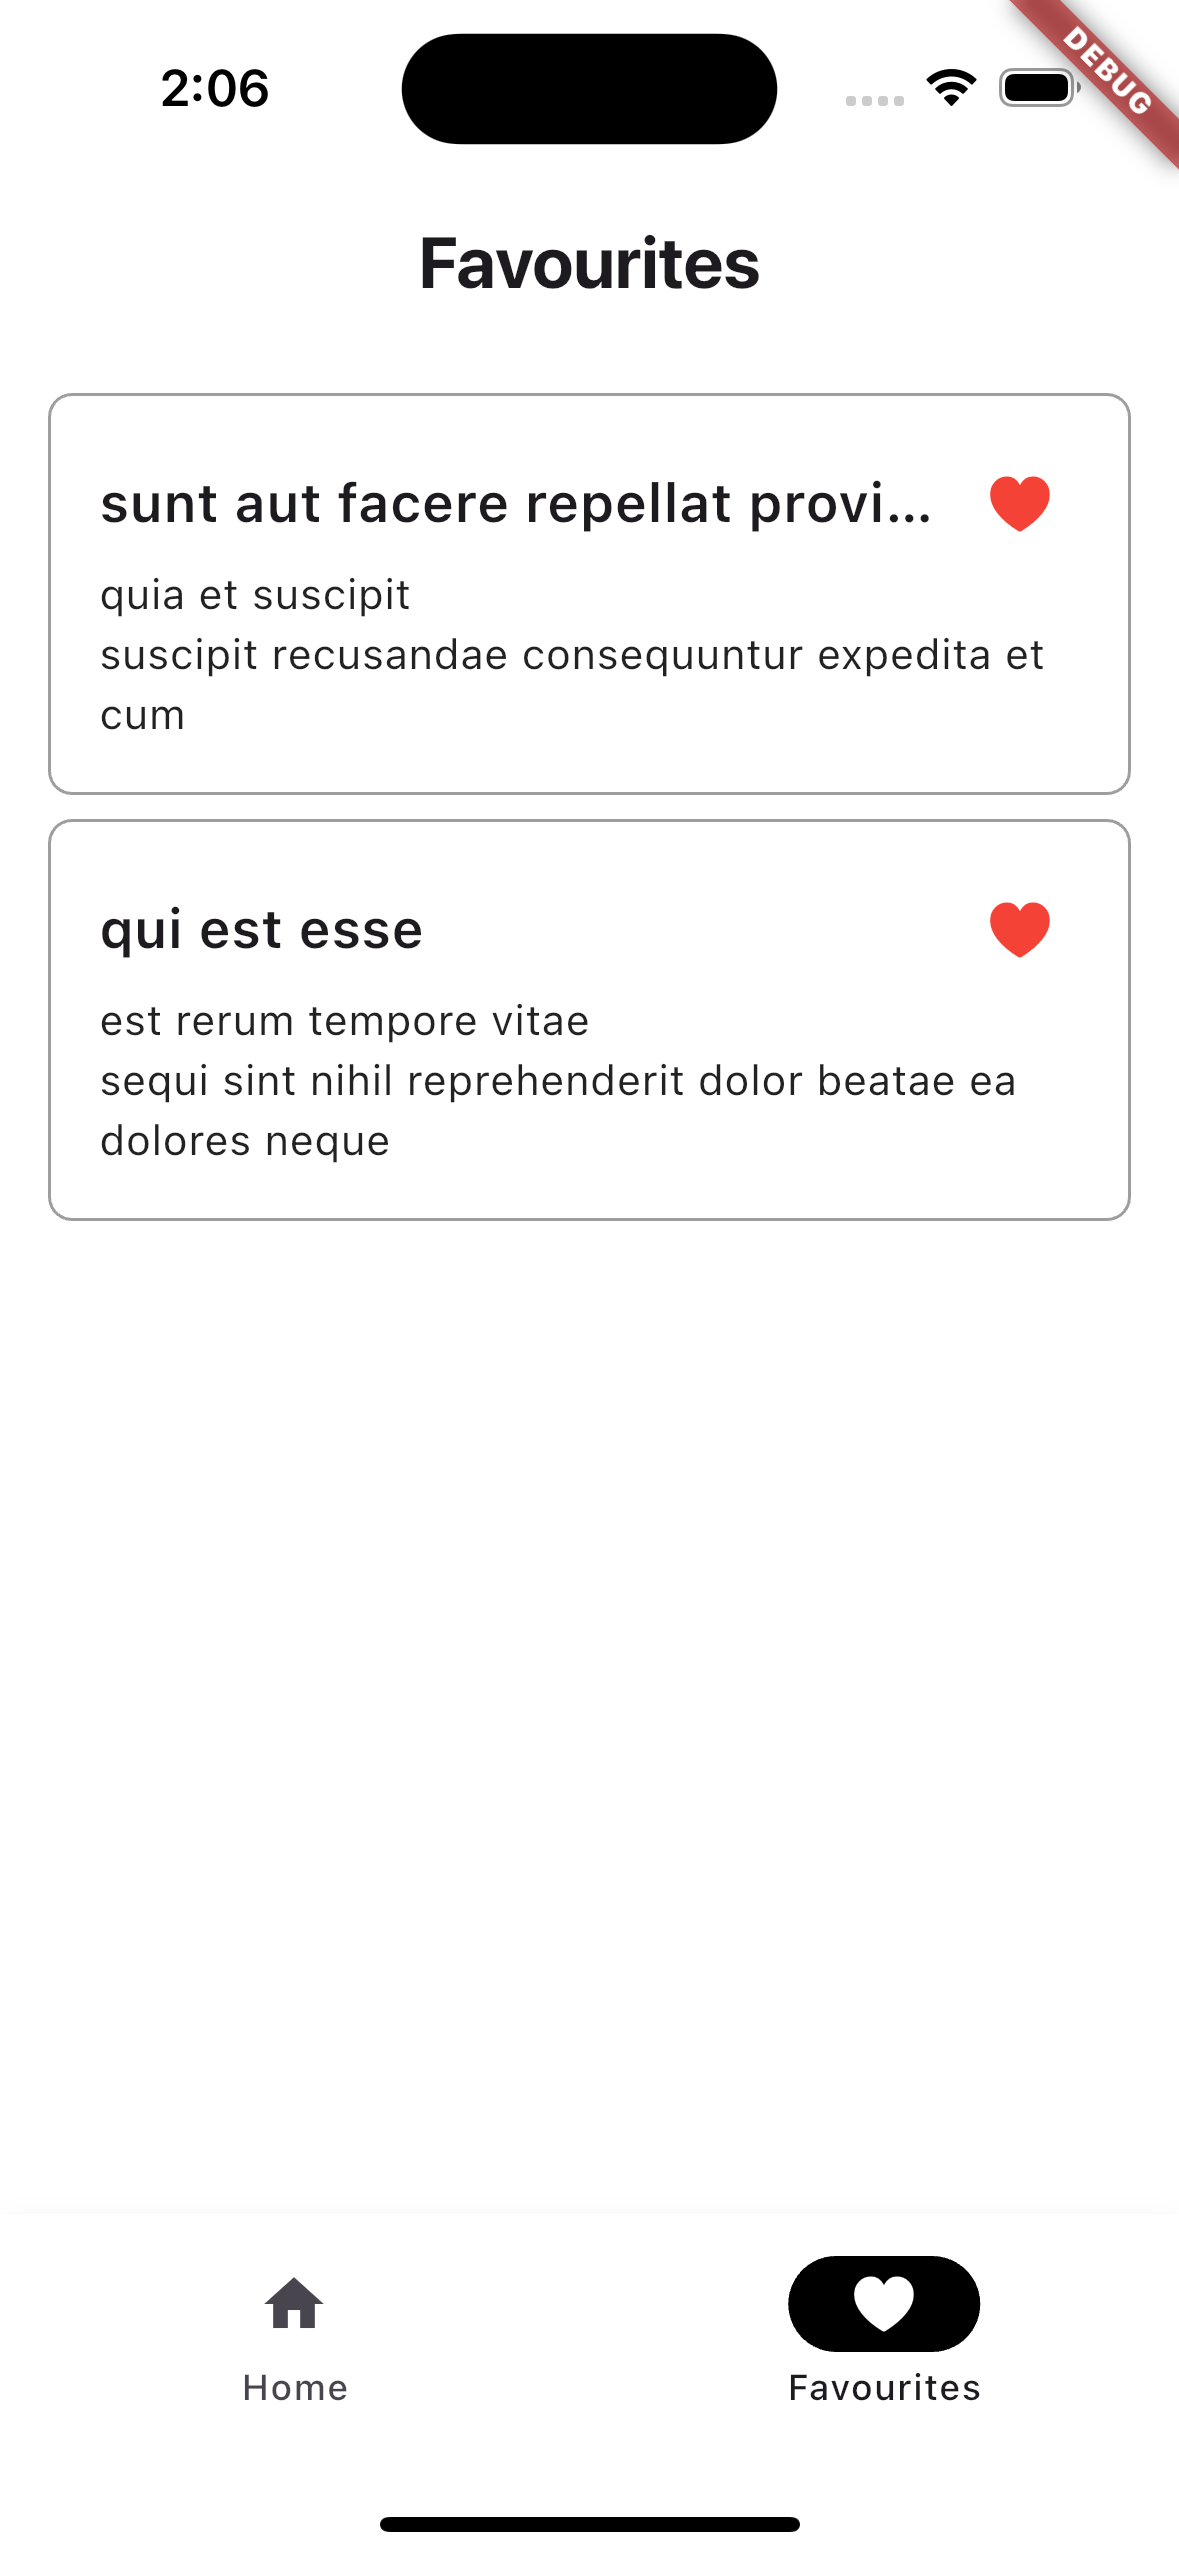 2:06
DEBUG
Favourites
sunt aut facere repellat provi...
quia et suscipit
suscipit recusandae consequuntur expedita et
cum
qui est esse
est rerum tempore vitae
sequi sint nihil reprehenderit dolor beatae ea
dolores neque
Home
Favourites